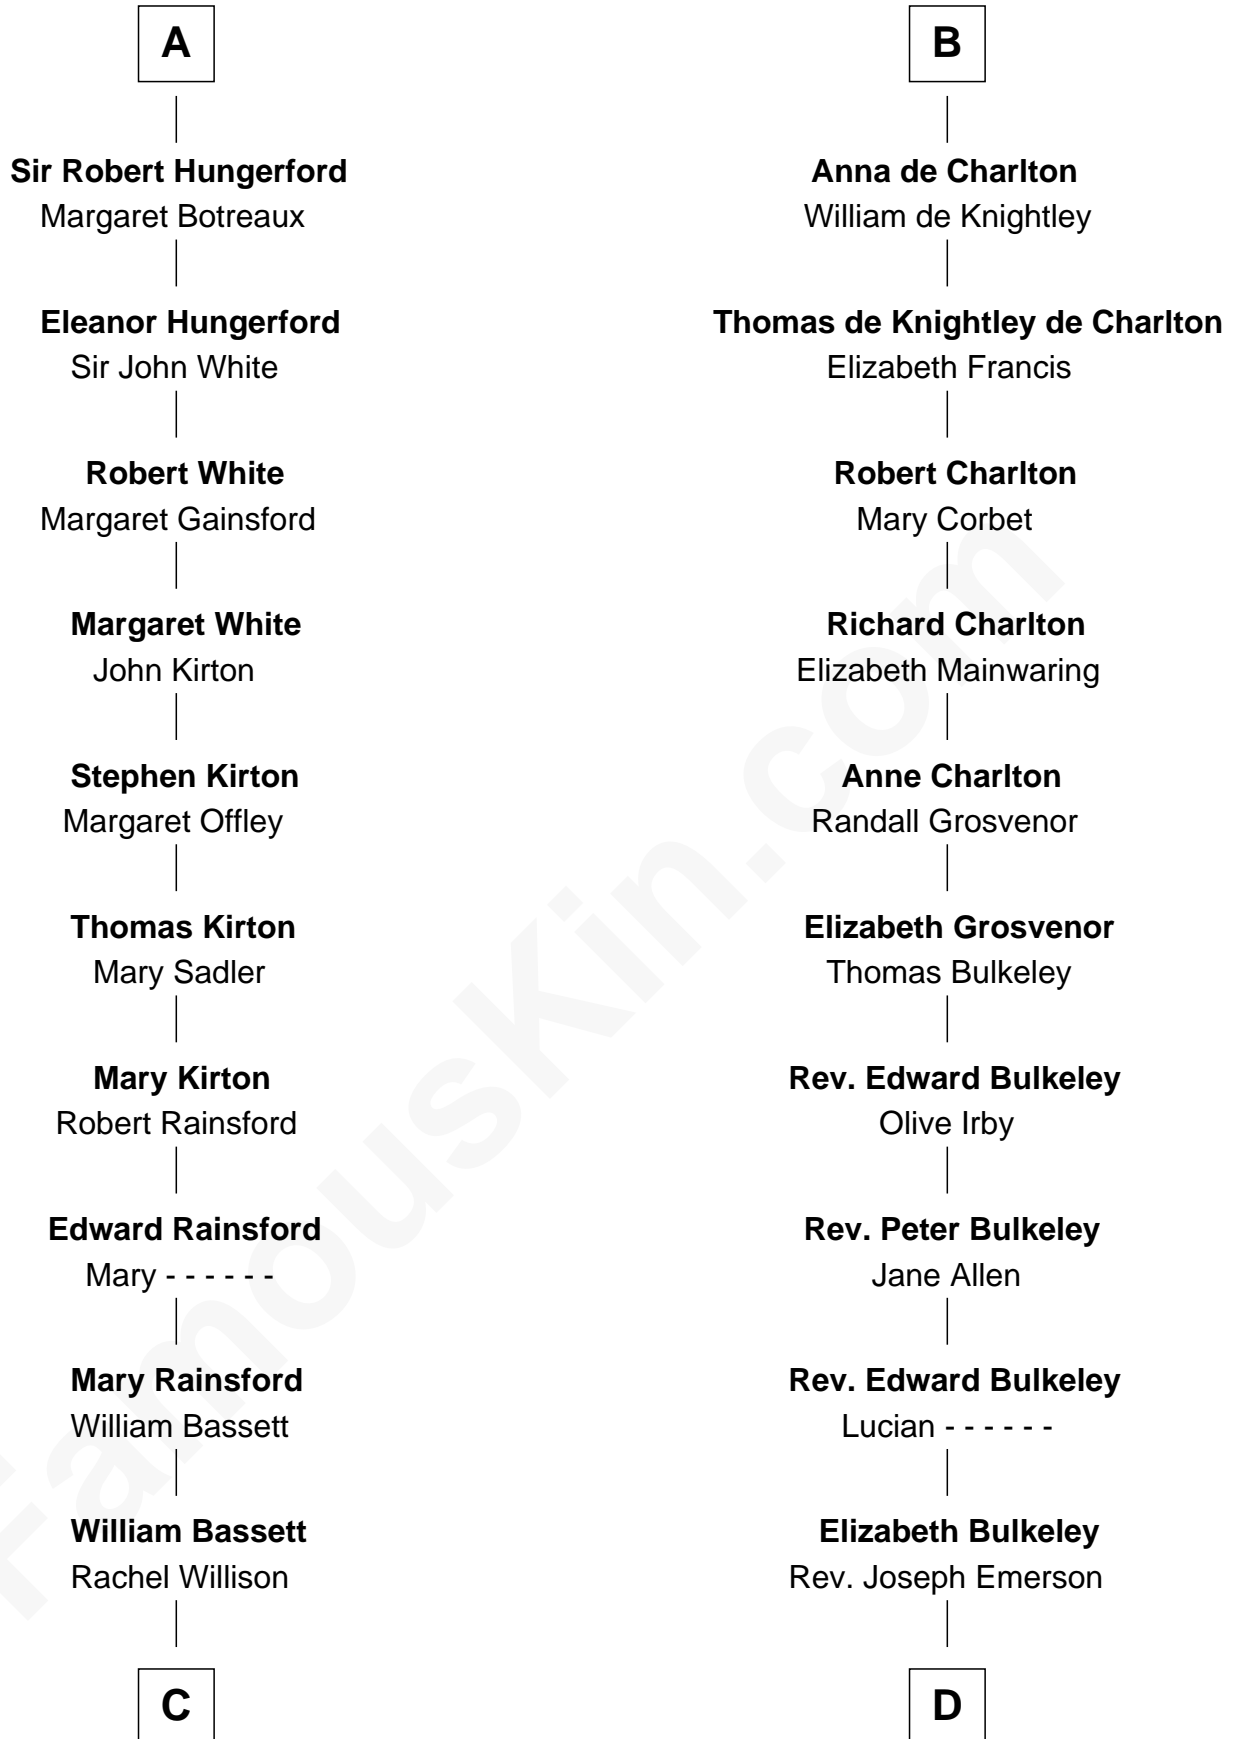 A
Sir Robert Hungerford
Margaret Botreaux
Eleanor Hungerford
Sir John White
Robert White
Margaret Gainsford
Margaret White
John Kirton
Stephen Kirton
Margaret Offley
Thomas Kirton
Mary Sadler
Mary Kirton
Robert Rainsford
Edward Rainsford
Mary - - - - - -
Mary Rainsford
William Bassett
William Bassett
Rachel Willison
C
B
Anna de Charlton
William de Knightley
Thomas de Knightley de Charlton
Elizabeth Francis
Robert Charlton
Mary Corbet
Richard Charlton
Elizabeth Mainwaring
Anne Charlton
Randall Grosvenor
Elizabeth Grosvenor
Thomas Bulkeley
Rev. Edward Bulkeley
Olive Irby
Rev. Peter Bulkeley
Jane Allen
Rev. Edward Bulkeley
Lucian - - - - - -
Elizabeth Bulkeley
Rev. Joseph Emerson
D
FamousKin.com